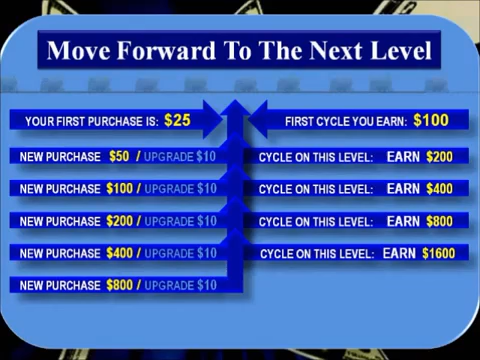 Move Forward To The Next Level
YOUR FIRST PURCHASE IS: $25
FIRST CYCLE YOU EARN: $100
NEW PURCHASE $50 / UPGRADE $10
CYCLE ON THIS LEVEL: EARN $200
NEW PURCHASE $100 / UPGRADE $10
CYCLE ON THIS LEVEL: EARN $400
NEW PURCHASE $200 / UPGRADE $10
CYCLE ON THIS LEVEL: EARN $800
NEW PURCHASE $400 / UPGRADE $10
CYCLE ON THIS LEVEL: EARN $1600
NEW PURCHASE $800 / UPGRADE $10